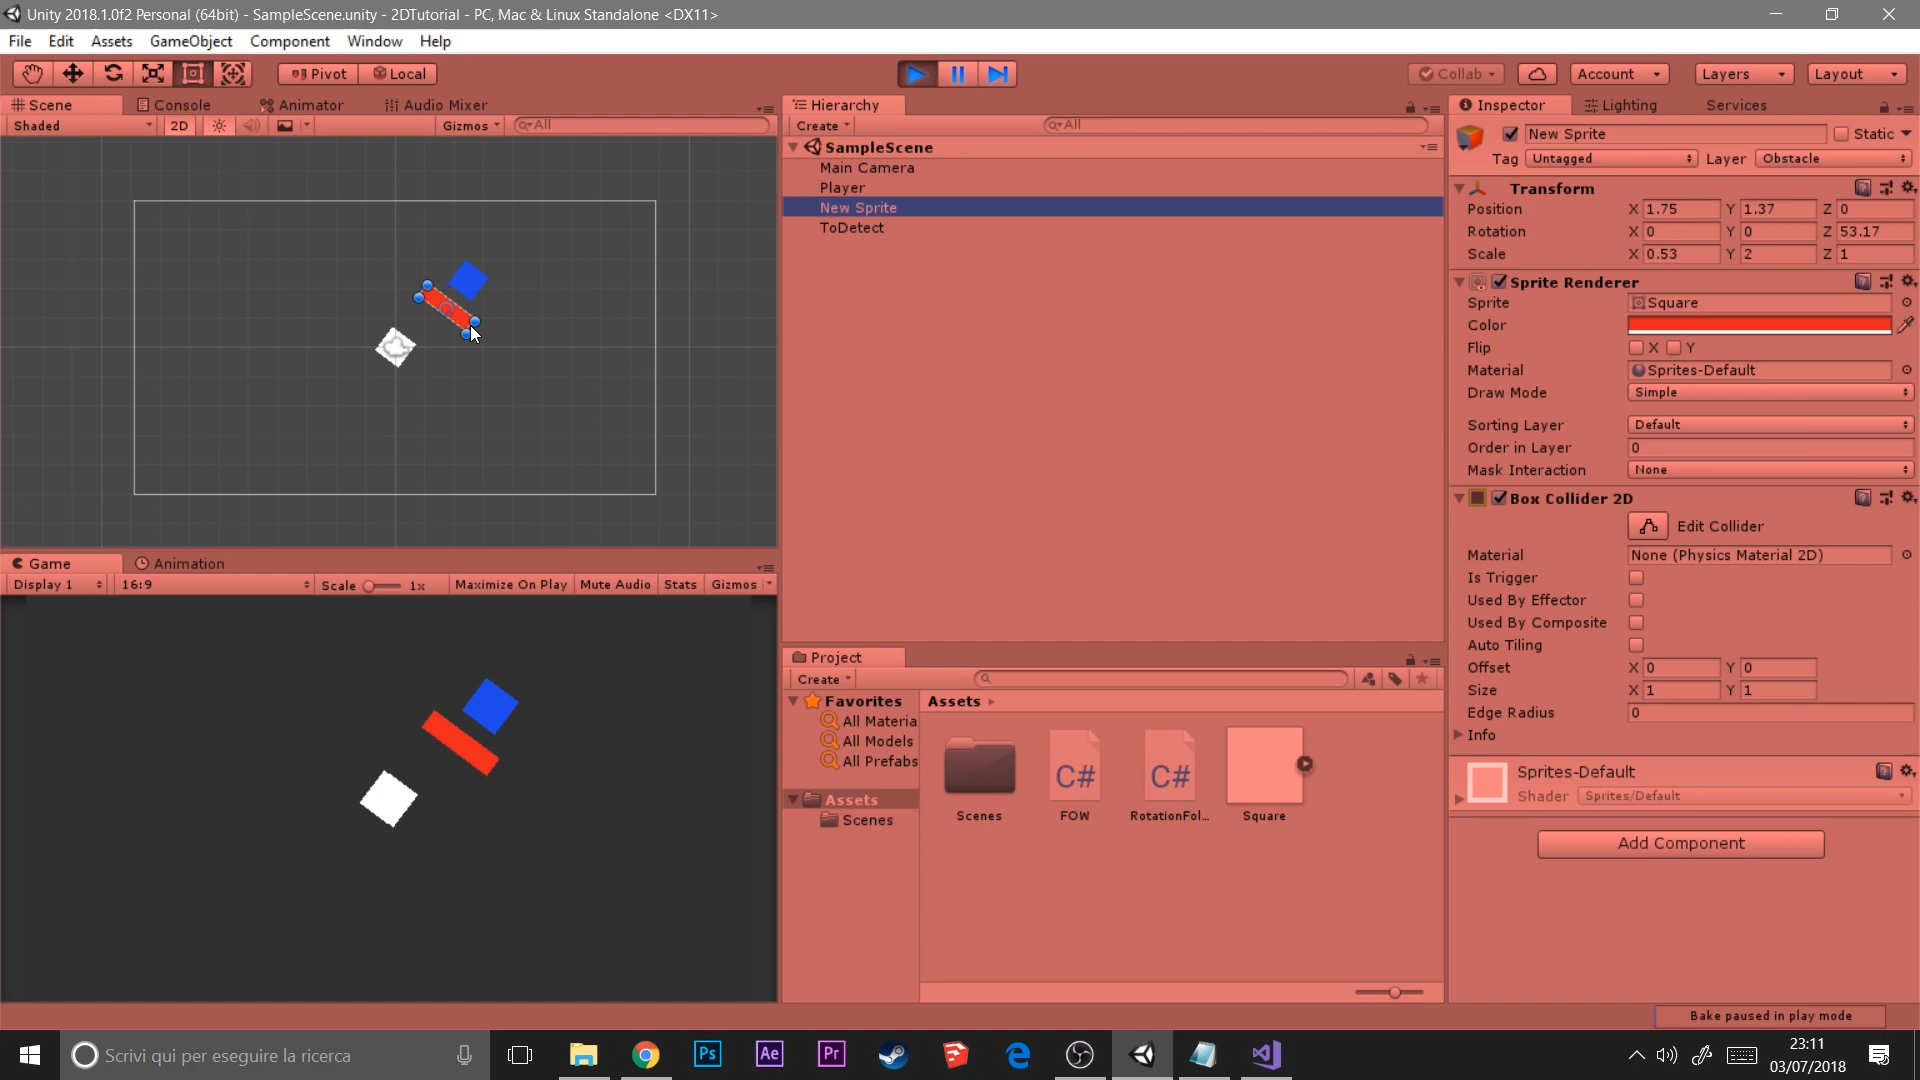 Unity 2018.1.0f2 Personal (64bit) - SampleScene.unity - 2DTutorial - PC, Mac & Linux Standalone <DX11>
File Edit Assets GameObject Component Window Help
Pivot Local Collab Account Layers Layout
Scene Console Animator Audio Mixer
Shaded 2D Gizmos All
Hierarchy
Create All
SampleScene
Main Camera
Player
New Sprite
ToDetect
Inspector Lighting Services
New Sprite Static
Tag Untagged Layer Obstacle
Transform
Position X 1.75 Y 1.37 Z 0
Rotation X 0 Y 0 Z 53.17
Scale X 0.53 Y 2 Z 1
Sprite Renderer
Sprite Square
Color
Flip X Y
Material Sprites-Default
Draw Mode Simple
Sorting Layer Default
Order in Layer 0
Mask Interaction None
Box Collider 2D
Edit Collider
Material None (Physics Material 2D)
Is Trigger
Used By Effector
Used By Composite
Auto Tiling
Offset X 0 Y 0
Size X 1 Y 1
Edge Radius 0
Info
Sprites-Default
Shader Sprites/Default
Add Component
Game Animation
Display 1 16:9 Scale 1x Maximize On Play Mute Audio Stats Gizmos
Project
Create
Favorites
All Materia
All Models
All Prefabs
Assets
Scenes
Assets
C# C#
Scenes FOW RotationFol... Square
Bake paused in play mode
Scrivi qui per eseguire la ricerca
Ps Ae Pr
23:11
03/07/2018